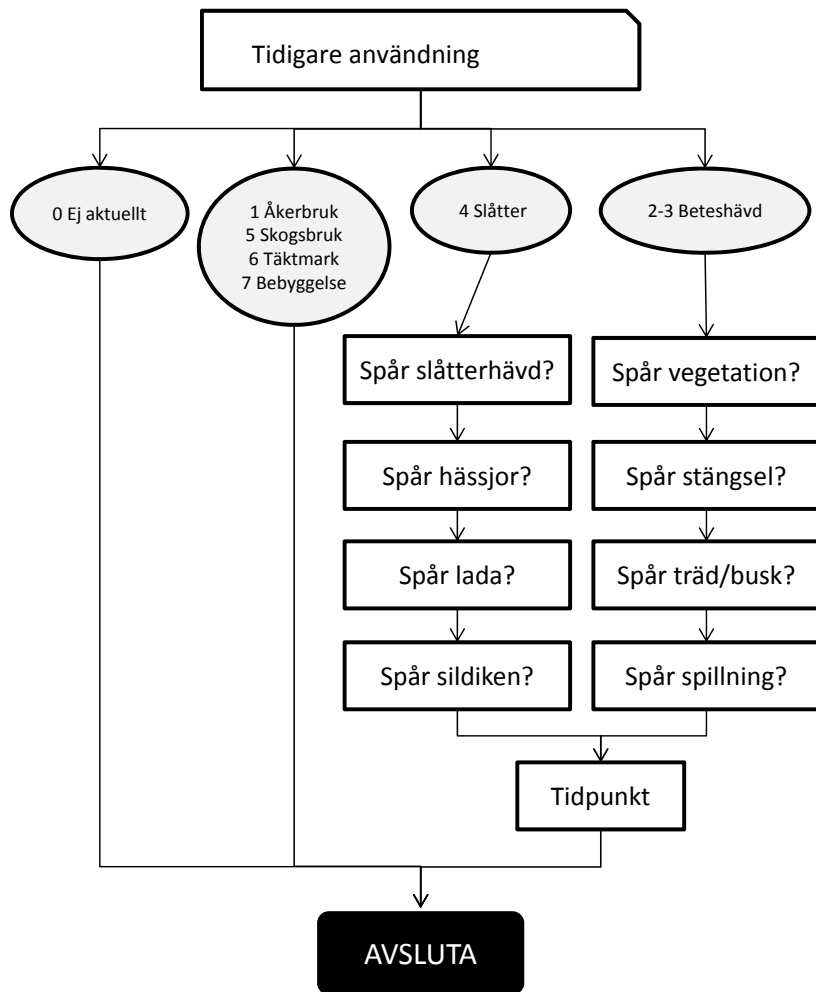 Tidigare användning
0 Ej aktuellt
1 Åkerbruk
5 Skogsbruk
6 Täktmark
7 Bebyggelse
4 Slåtter
2-3 Beteshävd
Spår slåtterhävd?
Spår vegetation?
Spår hässjor?
Spår stängsel?
Spår lada?
Spår träd/busk?
Spår sildiken?
Spår spillning?
Tidpunkt
AVSLUTA